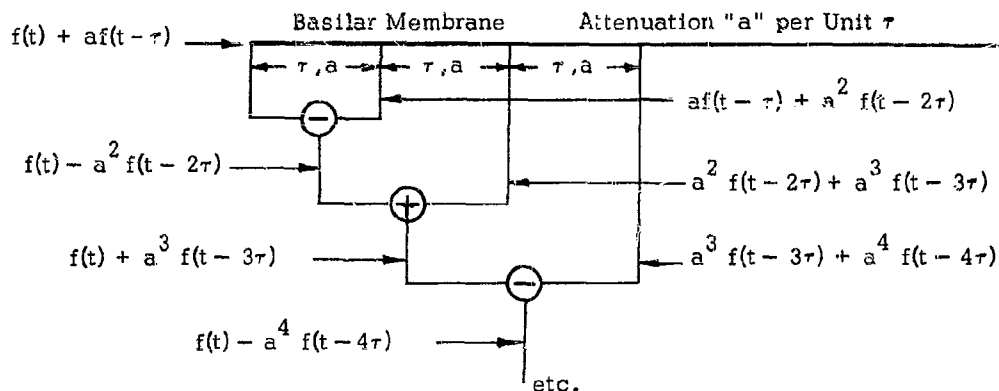 Basilar Membrane Attenuation "a" per Unit τ
f(t) + af(t - τ)
τ,a τ,a τ,a
af(t - τ) + a² f(t - 2τ)
−
f(t) - a² f(t - 2τ)
a² f(t - 2τ) + a³ f(t - 3τ)
+
f(t) + a³ f(t - 3τ)
a³ f(t - 3τ) + a⁴ f(t - 4τ)
−
f(t) - a⁴ f(t - 4τ)
etc.